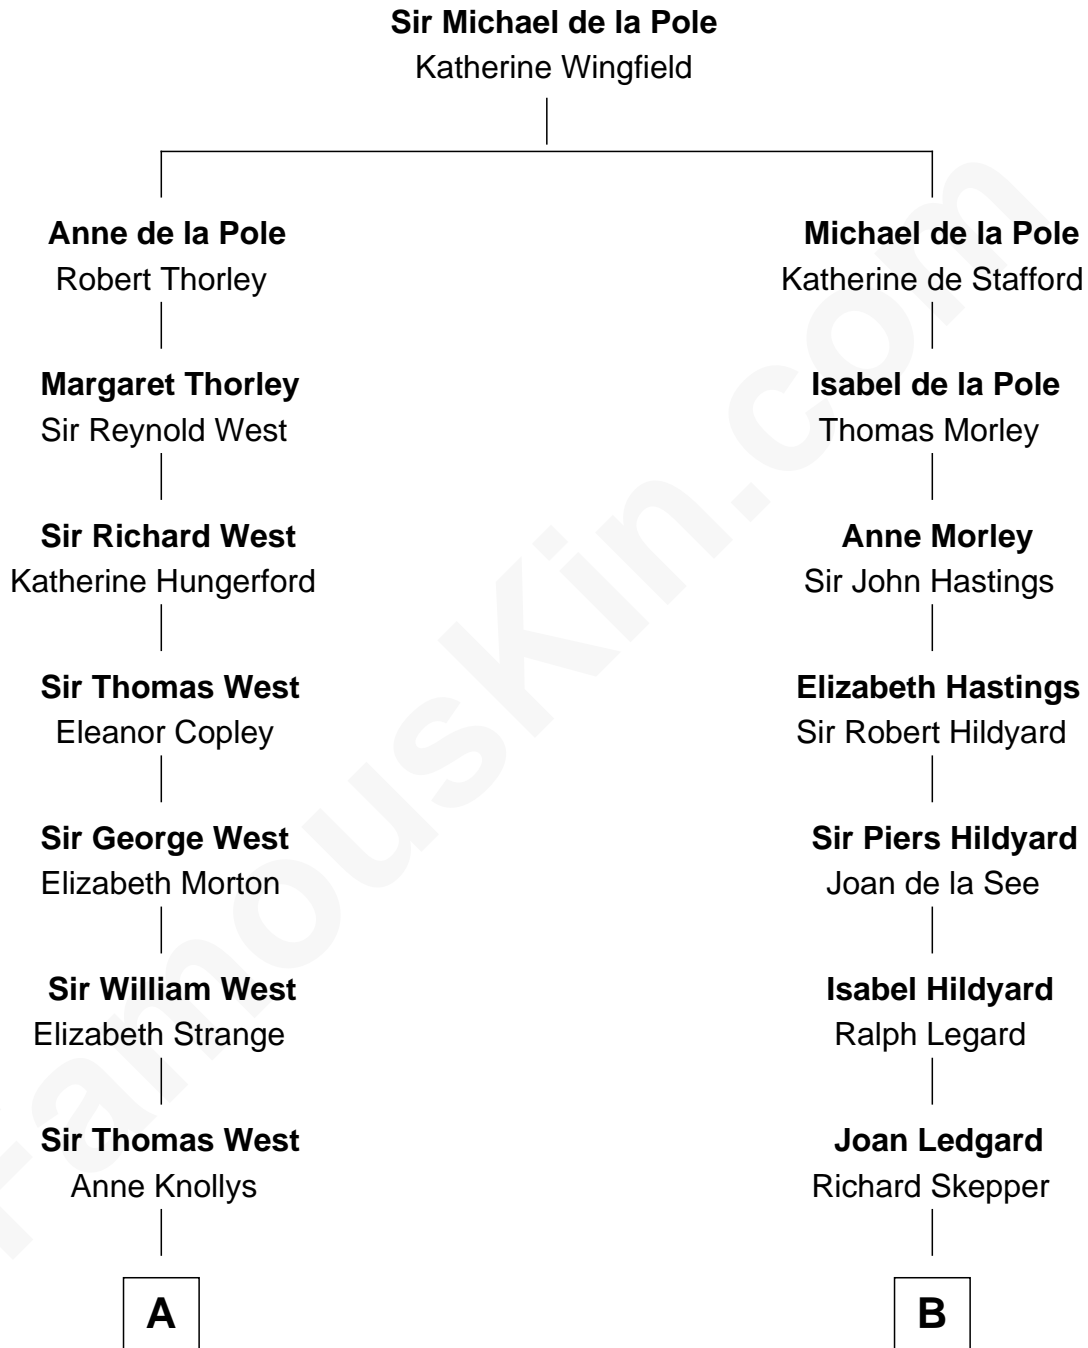 Sir Michael de la Pole
Katherine Wingfield
Anne de la Pole
Robert Thorley
Margaret Thorley
Sir Reynold West
Sir Richard West
Katherine Hungerford
Sir Thomas West
Eleanor Copley
Sir George West
Elizabeth Morton
Sir William West
Elizabeth Strange
Sir Thomas West
Anne Knollys
A
Michael de la Pole
Katherine de Stafford
Isabel de la Pole
Thomas Morley
Anne Morley
Sir John Hastings
Elizabeth Hastings
Sir Robert Hildyard
Sir Piers Hildyard
Joan de la See
Isabel Hildyard
Ralph Legard
Joan Ledgard
Richard Skepper
B
FamousKin.com